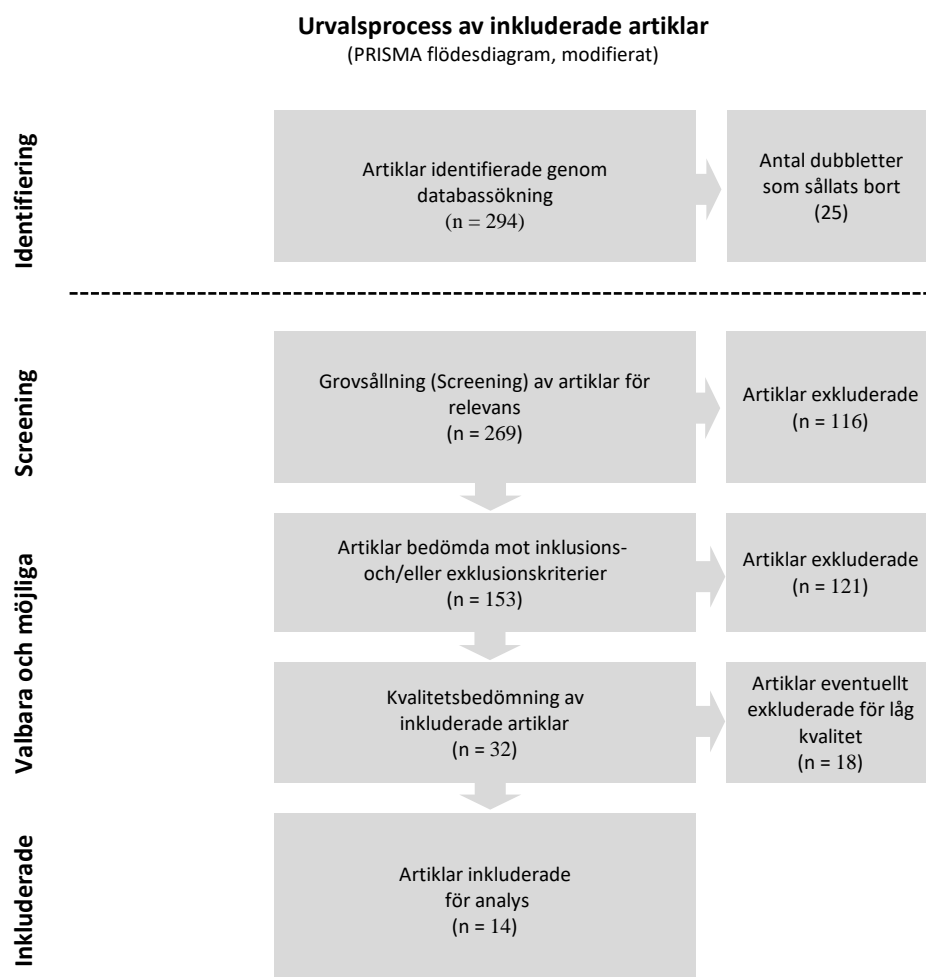 Urvalsprocess av inkluderade artiklar
(PRISMA flödesdiagram, modifierat)
Identifiering
Artiklar identifierade genom
databassökning
(n = 294)
Antal dubbletter
som sållats bort
(25)
Screening
Grovsållning (Screening) av artiklar för
relevans
(n = 269)
Artiklar exkluderade
(n = 116)
Valbara och möjliga
Artiklar bedömda mot inklusions-
och/eller exklusionskriterier
(n = 153)
Artiklar exkluderade
(n = 121)
Kvalitetsbedömning av
inkluderade artiklar
(n = 32)
Artiklar eventuellt
exkluderade för låg
kvalitet
(n = 18)
Inkluderade
Artiklar inkluderade
för analys
(n = 14)